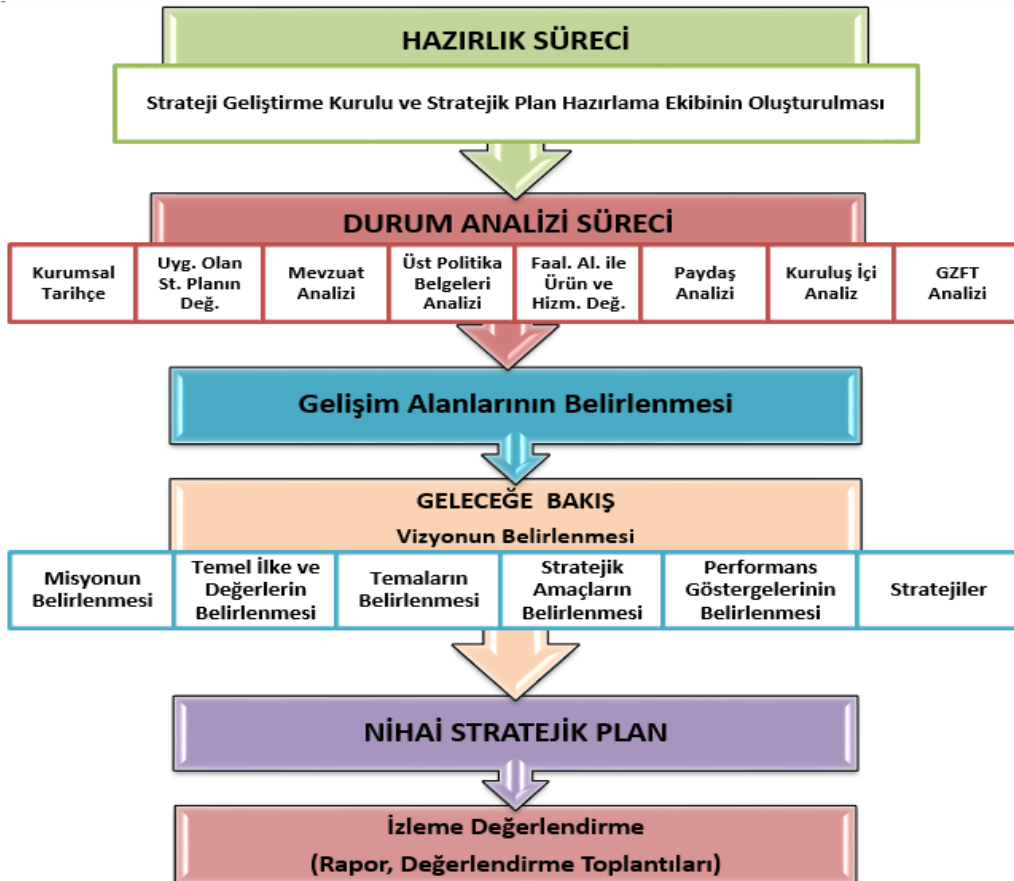 HAZIRLIK SÜRECİ
Strateji Geliştirme Kurulu ve Stratejik Plan Hazırlama Ekibinin Oluşturulması
DURUM ANALİZİ SÜRECİ
Kurumsal
Tarihçe
Uyg. Olan
St. Planın
Değ.
Mevzuat
Analizi
Üst Politika
Belgeleri
Analizi
Faal. Al. ile
Ürün ve
Hizm. Değ.
Paydaş
Analizi
Kuruluş İçi
Analiz
GZFT
Analizi
Gelişim Alanlarının Belirlenmesi
GELECEĞE BAKIŞ
Vizyonun Belirlenmesi
Misyonun
Belirlenmesi
Temel İlke ve
Değerlerin
Belirlenmesi
Temaların
Belirlenmesi
Stratejik
Amaçların
Belirlenmesi
Performans
Göstergelerinin
Belirlenmesi
Stratejiler
NİHAİ STRATEJİK PLAN
İzleme Değerlendirme
(Rapor, Değerlendirme Toplantıları)